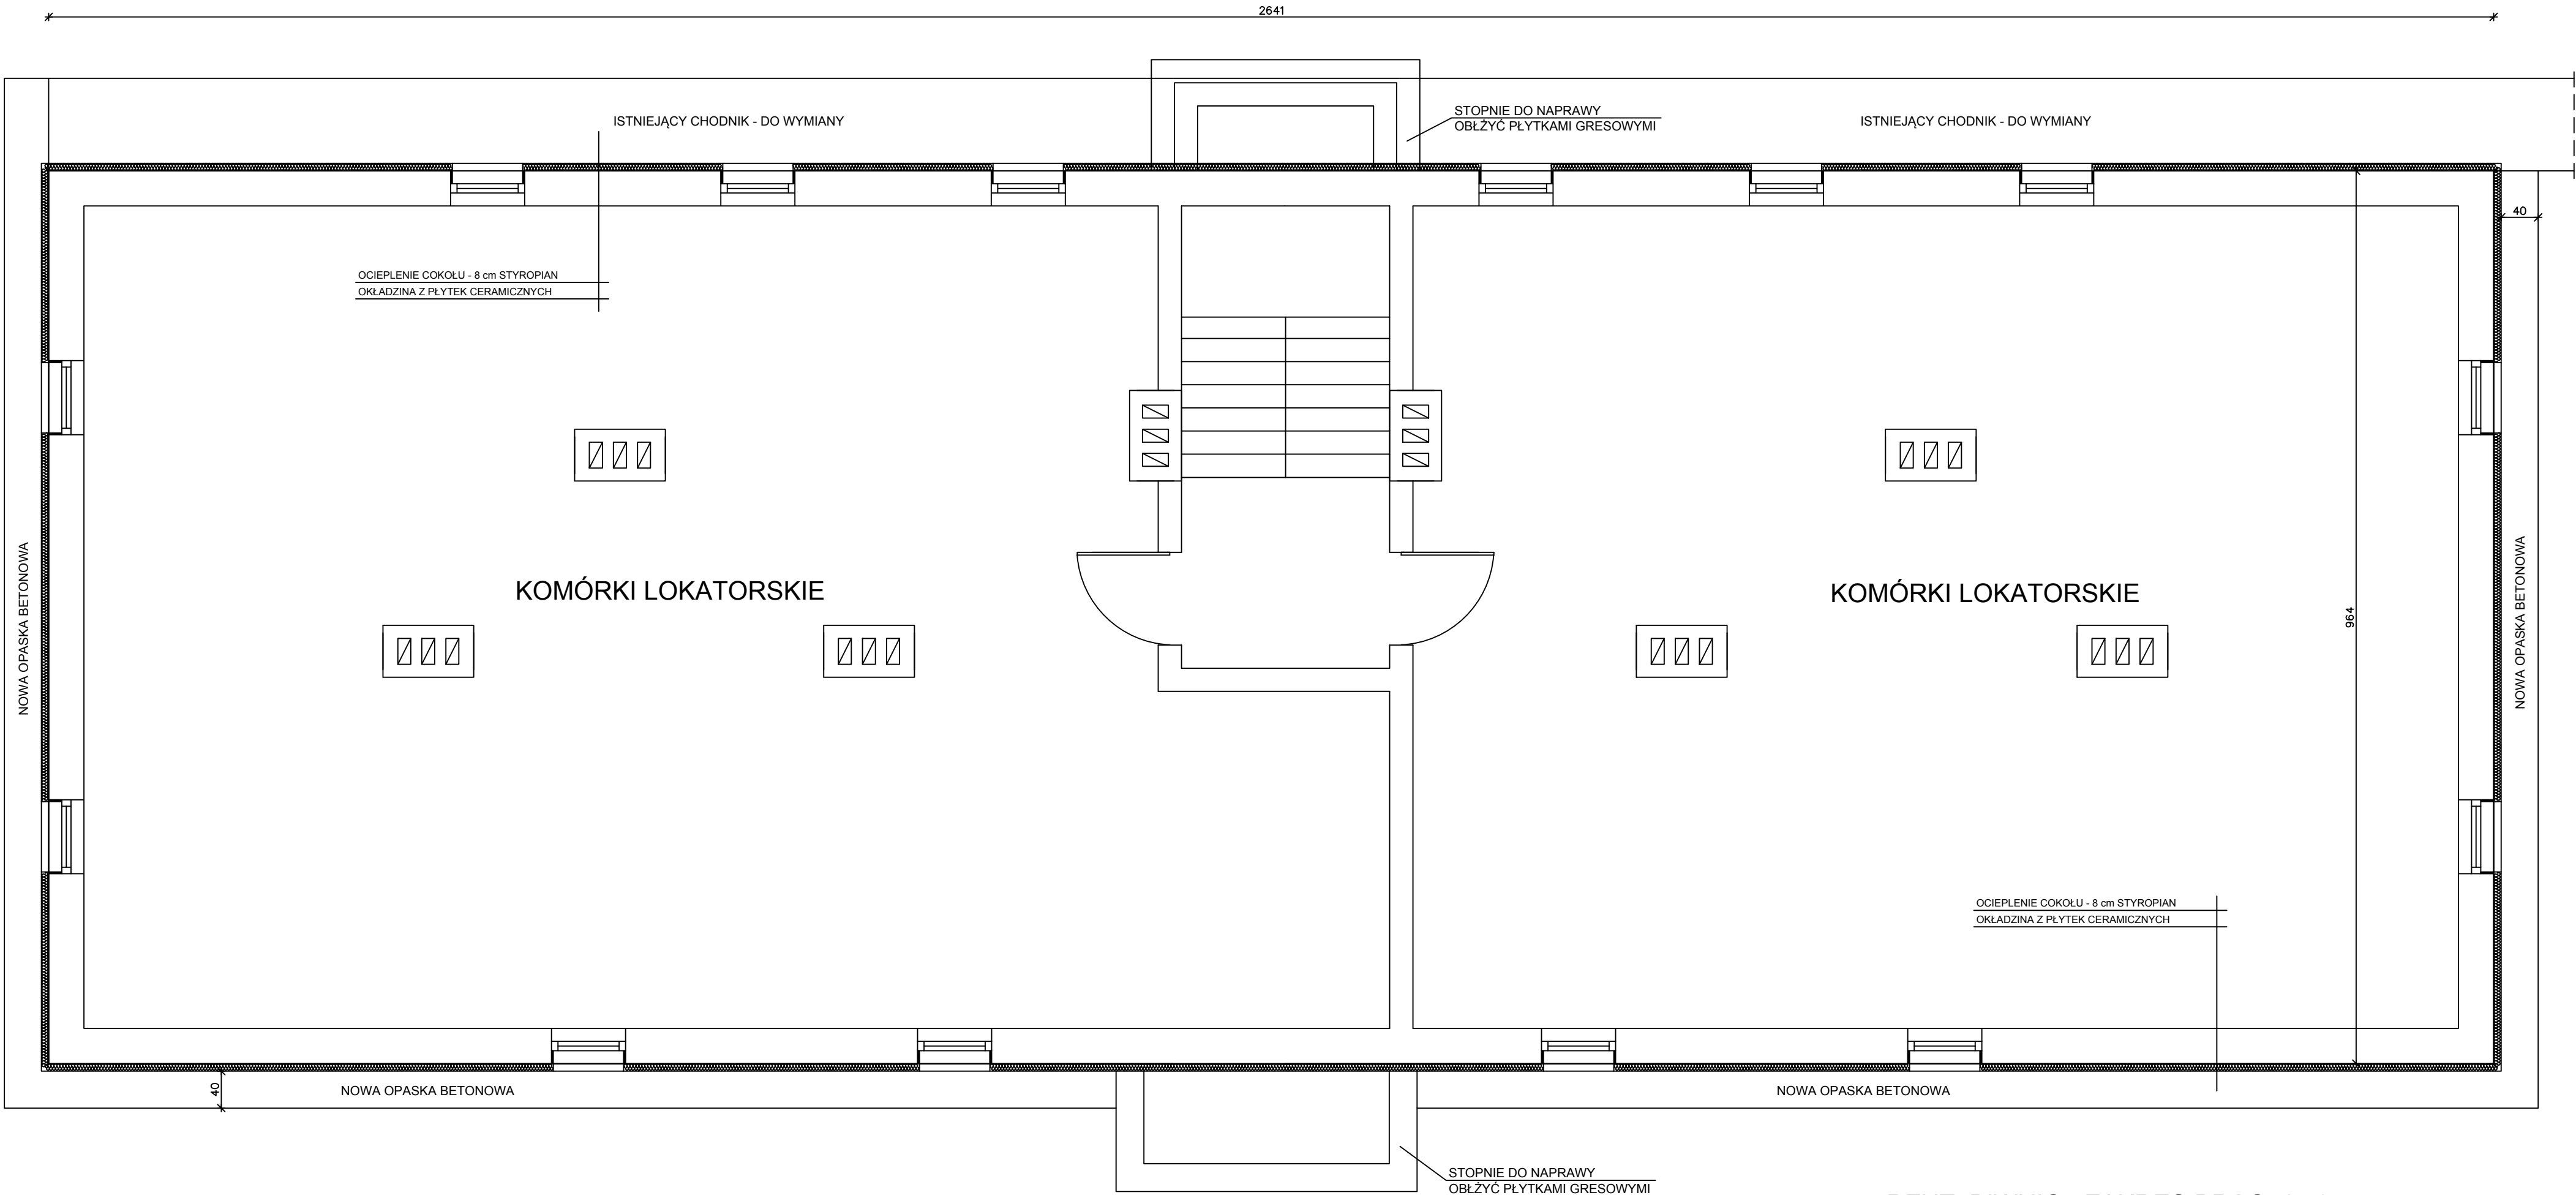 2641
ISTNIEJĄCY CHODNIK - DO WYMIANY
STOPNIE DO NAPRAWY
OBŁŻYĆ PŁYTKAMI GRESOWYMI
ISTNIEJĄCY CHODNIK - DO WYMIANY
40
OCIEPLENIE COKOŁU - 8 cm STYROPIAN
OKŁADZINA Z PŁYTEK CERAMICZNYCH
NOWA OPASKA BETONOWA
KOMÓRKI LOKATORSKIE
KOMÓRKI LOKATORSKIE
964
NOWA OPASKA BETONOWA
OCIEPLENIE COKOŁU - 8 cm STYROPIAN
OKŁADZINA Z PŁYTEK CERAMICZNYCH
40
NOWA OPASKA BETONOWA
NOWA OPASKA BETONOWA
STOPNIE DO NAPRAWY
OBŁŻYĆ PŁYTKAMI GRESOWYMI